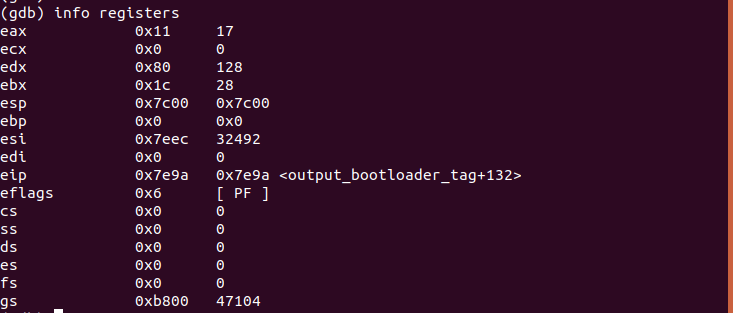 (gdb) info registers
eax 0x11 17
ecx 0x0 0
edx 0x80 128
ebx 0x1c 28
esp 0x7c00 0x7c00
ebp 0x0 0x0
esi 0x7eec 32492
edi 0x0 0
eip 0x7e9a 0x7e9a <output_bootloader_tag+132>
eflags 0x6 [ PF ]
cs 0x0 0
ss 0x0 0
ds 0x0 0
es 0x0 0
fs 0x0 0
gs 0xb800 47104